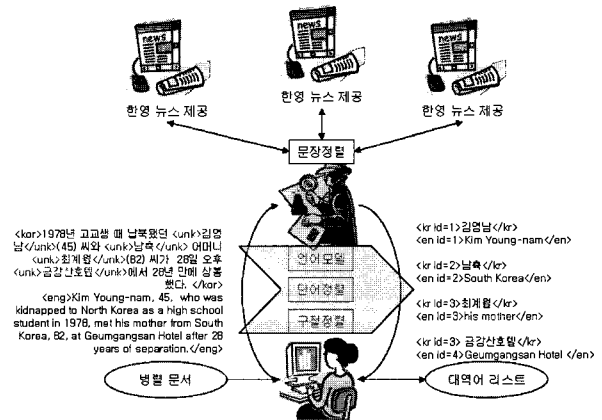 news
news
news
한영 뉴스 제공
한영 뉴스 제공
한영 뉴스 제공
문장정렬
<kor>1978년 고교생 때 납북됐던 <unk>김영
남</unk>(45) 씨와 <unk>남측</unk> 어머니
<unk>최계월</unk>(82) 씨가 28일 오후
<unk>금강산호텔</unk>에서 28년 만에 상봉
했다. </kor>
<eng>Kim Young-nam, 45, who was
kidnapped to North Korea as a high school
student in 1978, met his mother from South
Korea, 82, at Geumgangsan Hotel after 28
years of separation.</eng>
언어모델
단어정렬
구절정렬
<kr id=1>김영남</kr>
<en id=1>Kim Young-nam</en>
<kr id=2>남측</kr>
<en id=2>South Korea</en>
<kr id=3>최계월</kr>
<en id=3>his mother</en>
<kr id=3> 금강산호텔</kr>
<en id=4>Geumgangsan Hotel </en>
병렬 문서
대역어 리스트